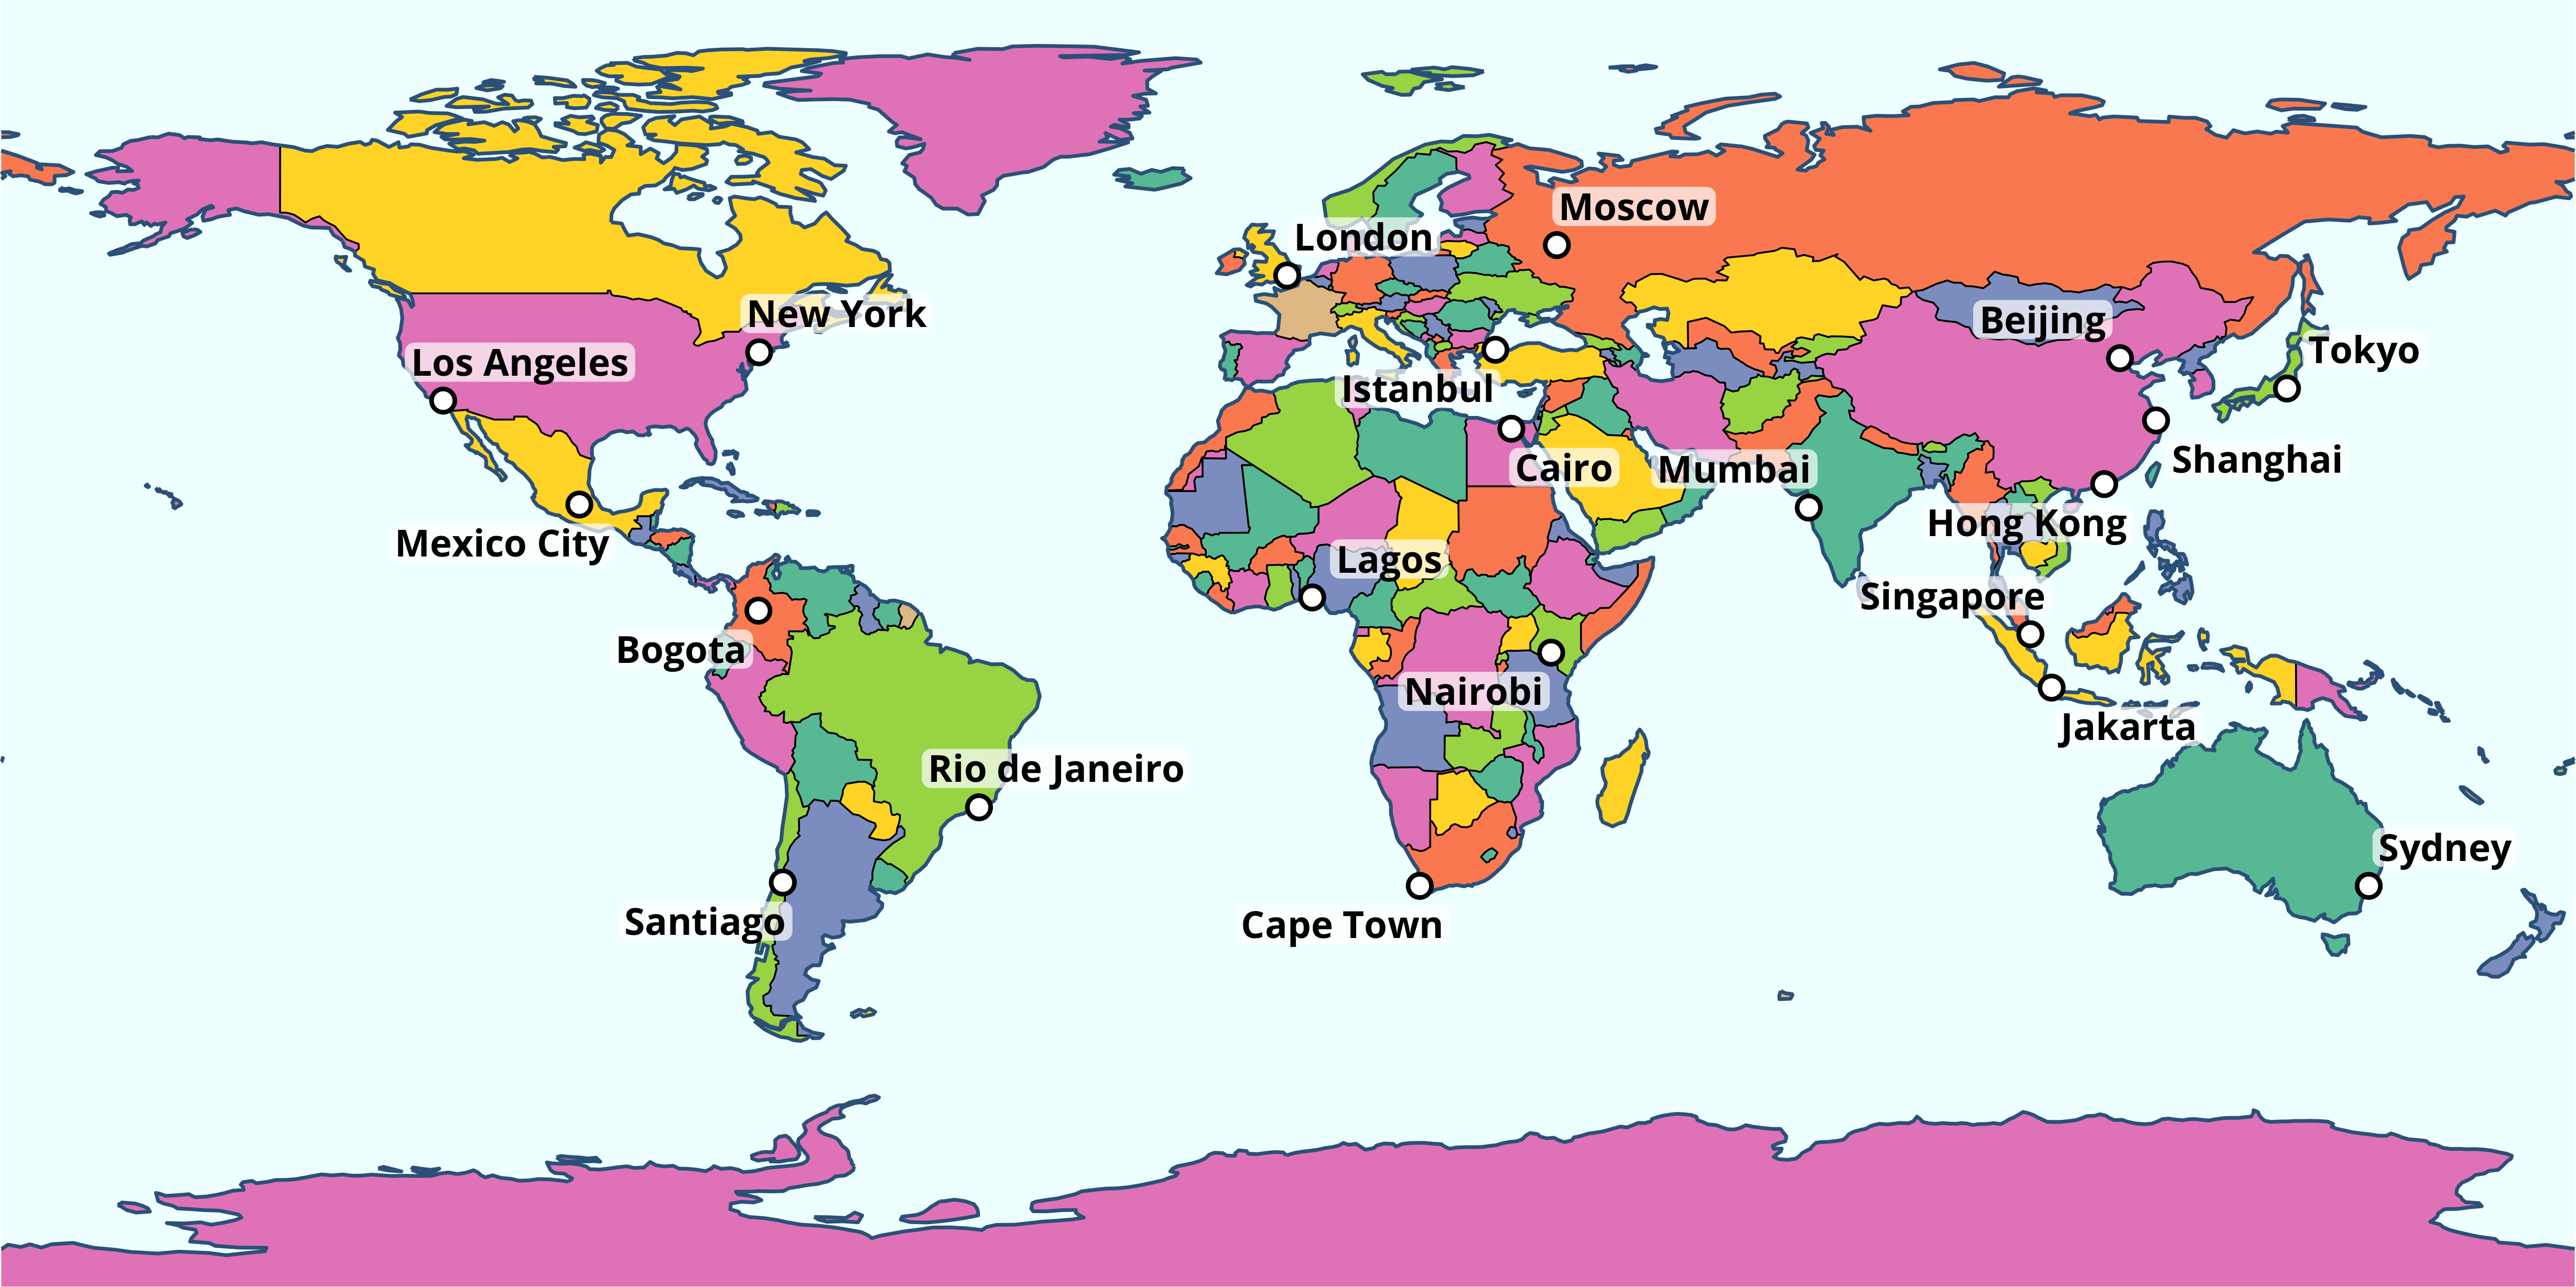 Moscow
London
New York
Beijing
Los Angeles
Tokyo
Istanbul
Shanghai
Cairo
Mumbai
Hong Kong
Mexico City
Lagos
Singapore
Bogota
Nairobi
Jakarta
Rio de Janeiro
Sydney
Santiago
Cape Town